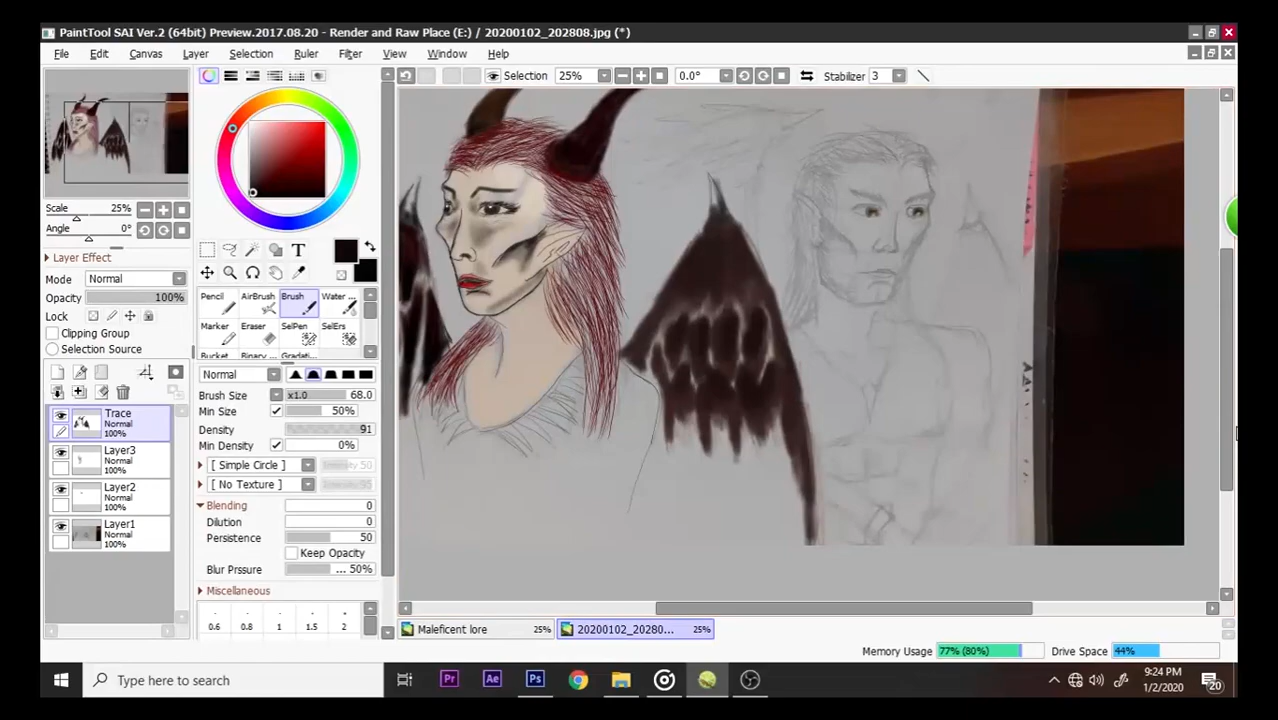 PaintTool SAI Ver.2 (64bit) Preview.2017.08.20 - Render and Raw Place (E:) / 20200102_202808.jpg (*)
File Edit Canvas Layer Selection Ruler Filter View Window Help
Selection 25% 0.0° Stabilizer 3
Scale 25%
Angle 0°
Layer Effect
Mode Normal
Opacity 100%
Lock
Clipping Group
Selection Source
Trace
Normal
100%
Layer3
Normal
100%
Layer2
Normal
100%
Layer1
Normal
100%
T
Pencil AirBrush Brush Water ...
Marker Eraser SelPen SelErs
Bucket Binary ... Gradati...
Normal
Brush Size x1.0 68.0
Min Size 50%
Density 91
Min Density 0%
[ Simple Circle ] 50
[ No Texture ] 95
Blending 0
Dilution 0
Persistence 50
Keep Opacity
Blur Prssure ... 50%
Miscellaneous
0.6 0.8 1 1.5 2
Maleficent lore 25% 20200102_20280... 25%
Memory Usage 77% (80%) Drive Space 44%
Type here to search
Pr Ae Ps
9:24 PM
1/2/2020
20